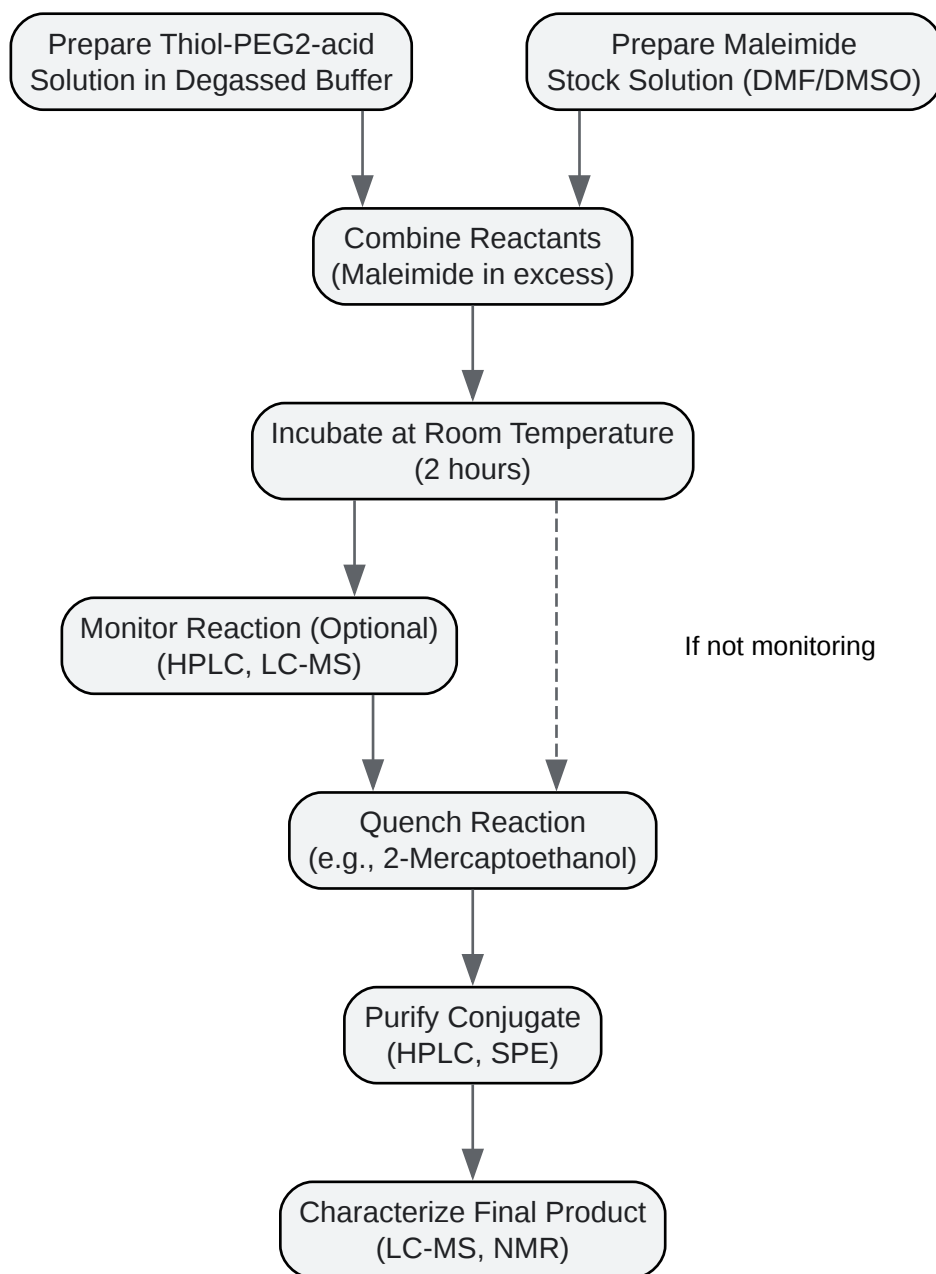 Prepare Thiol-PEG2-acid
Solution in Degassed Buffer
Prepare Maleimide
Stock Solution (DMF/DMSO)
Combine Reactants
(Maleimide in excess)
Incubate at Room Temperature
(2 hours)
Monitor Reaction (Optional)
(HPLC, LC-MS)
If not monitoring
Quench Reaction
(e.g., 2-Mercaptoethanol)
Purify Conjugate
(HPLC, SPE)
Characterize Final Product
(LC-MS, NMR)